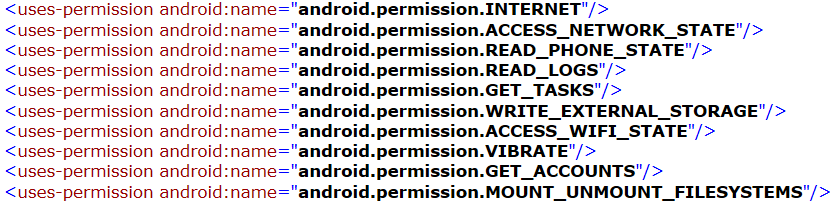 <uses-permission android:name="android.permission.INTERNET"/>
<uses-permission android:name="android.permission.ACCESS_NETWORK_STATE"/>
<uses-permission android:name="android.permission.READ_PHONE_STATE"/>
<uses-permission android:name="android.permission.READ_LOGS"/>
<uses-permission android:name="android.permission.GET_TASKS"/>
<uses-permission android:name="android.permission.WRITE_EXTERNAL_STORAGE"/>
<uses-permission android:name="android.permission.ACCESS_WIFI_STATE"/>
<uses-permission android:name="android.permission.VIBRATE"/>
<uses-permission android:name="android.permission.GET_ACCOUNTS"/>
<uses-permission android:name="android.permission.MOUNT_UNMOUNT_FILESYSTEMS"/>